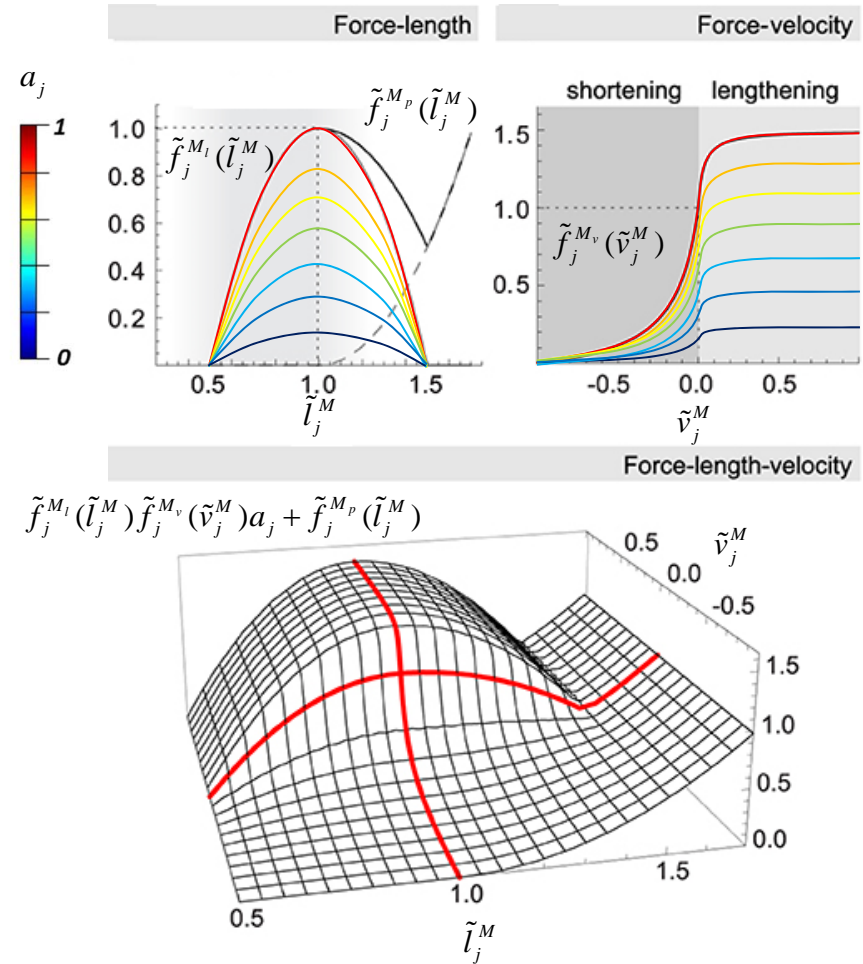 Force-length
Force-velocity
a_j
1
0
f̃_j^{M_l}(l̃_j^M)
f̃_j^{M_p}(l̃_j^M)
1.0
0.8
0.6
0.4
0.2
0.5 1.0 1.5
l̃_j^M
shortening lengthening
1.5
1.0
0.5
f̃_j^{M_v}(ṽ_j^M)
-0.5 0.0 0.5
ṽ_j^M
Force-length-velocity
f̃_j^{M_l}(l̃_j^M) f̃_j^{M_v}(ṽ_j^M)a_j + f̃_j^{M_p}(l̃_j^M)
0.5
0.0
-0.5
ṽ_j^M
1.5
1.0
0.5
0.0
0.5 1.0 1.5
l̃_j^M